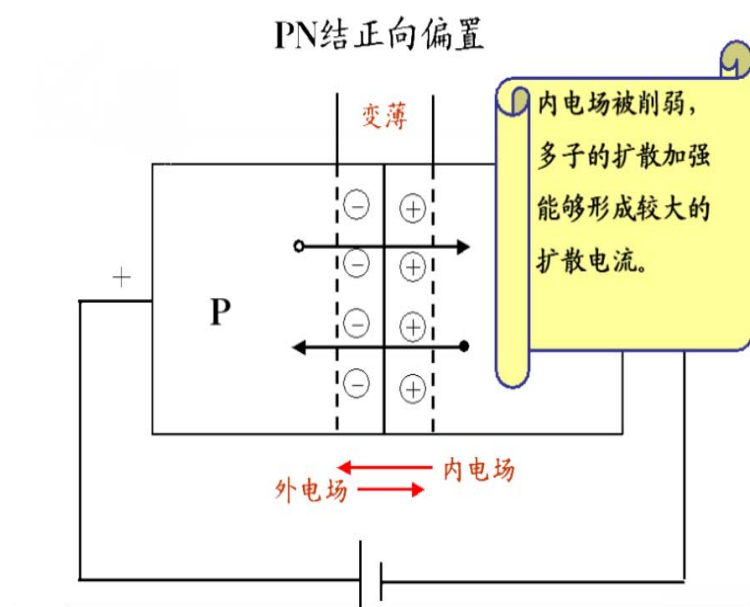 PN结正向偏置
变薄
内电场被削弱，
多子的扩散加强
能够形成较大的
扩散电流。
− +
+
− +
P
− +
− +
内电场
外电场